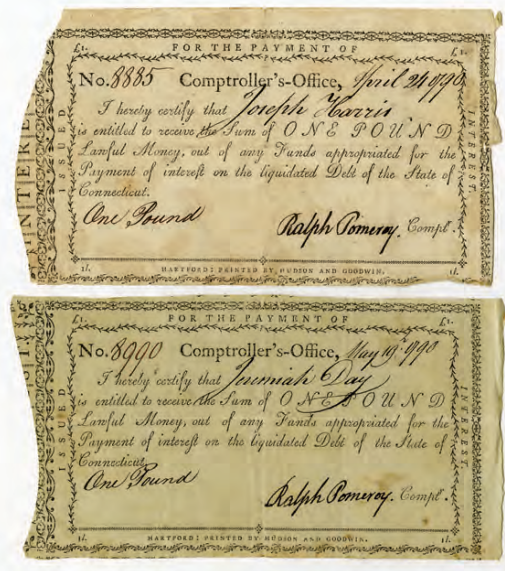 FOR THE PAYMENT OF
£1. £1.
No. 8885 Comptroller's-Office, April 24 1790
I hereby certify that Joseph Harris
is entitled to receive the Sum of ONE POUND
Lawful Money, out of any Funds appropriated for the
Payment of interest on the liquidated Debt of the State of
Connecticut.
One Pound
Ralph Pomeroy. Compt<sup>r</sup>.
1l. HARTFORD: PRINTED BY HUDSON AND GOODWIN. 1l.
ISSUED
INTEREST.
INTERE
FOR THE PAYMENT OF
£1. £1.
No. 8990 Comptroller's-Office, May 19th 1790
I hereby certify that Jeremiah Day
is entitled to receive the Sum of ONE POUND
Lawful Money, out of any Funds appropriated for the
Payment of interest on the liquidated Debt of the State of
Connecticut.
One Pound
Ralph Pomeroy. Compt<sup>r</sup>.
1l. HARTFORD: PRINTED BY HUDSON AND GOODWIN. 1l.
ISSUED
INTEREST.